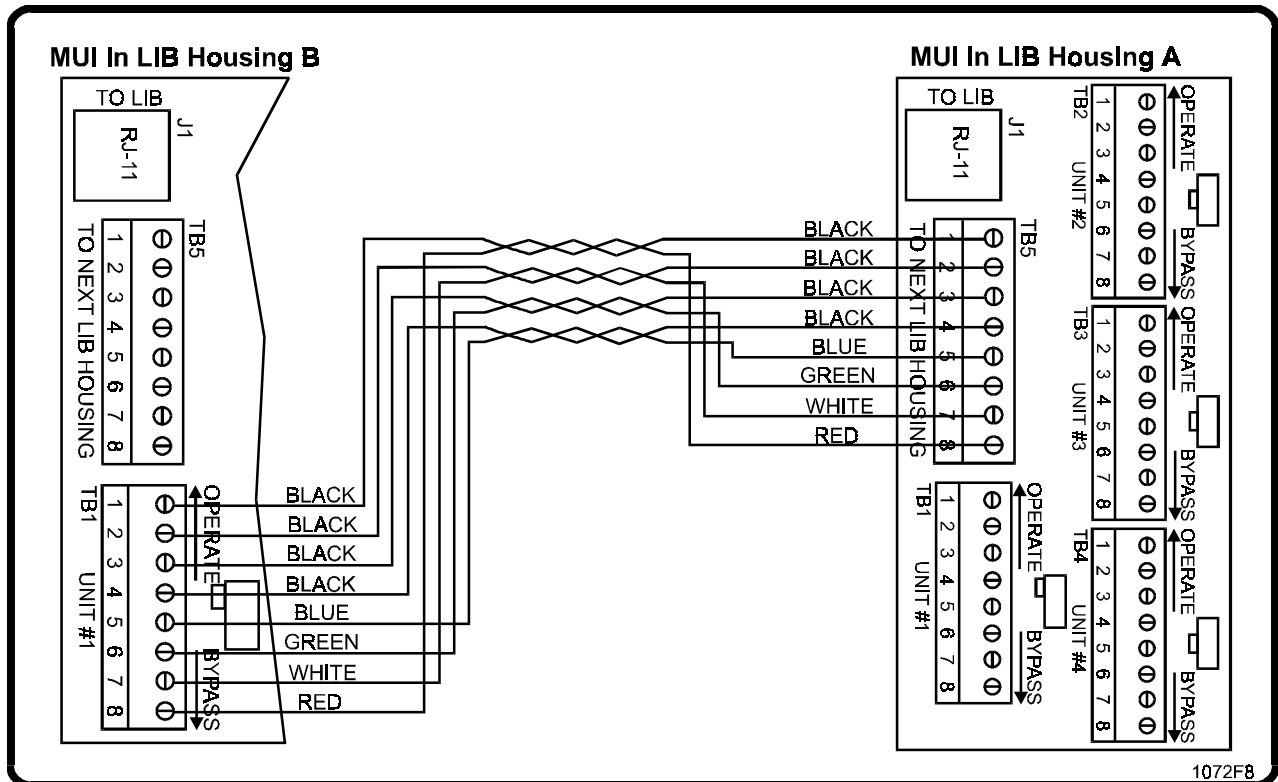 MUI In LIB Housing B
TO LIB
RJ-11
J1
TO NEXT LIB HOUSING
1
2
3
4
5
6
7
8
TB5
TB1
UNIT #1
1
2
3
4
5
6
7
8
OPERATE
BYPASS
BLACK
BLACK
BLACK
BLACK
BLUE
GREEN
WHITE
RED
BLACK
BLACK
BLACK
BLACK
BLUE
GREEN
WHITE
RED
MUI In LIB Housing A
TO LIB
RJ-11
J1
TO NEXT LIB HOUSING
1
2
3
4
5
6
7
8
TB5
TB1
UNIT #1
1
2
3
4
5
6
7
8
OPERATE
BYPASS
TB2
UNIT #2
1
2
3
4
5
6
7
8
OPERATE
BYPASS
TB3
UNIT #3
1
2
3
4
5
6
7
8
OPERATE
BYPASS
TB4
UNIT #4
1
2
3
4
5
6
7
8
OPERATE
BYPASS
1072F8